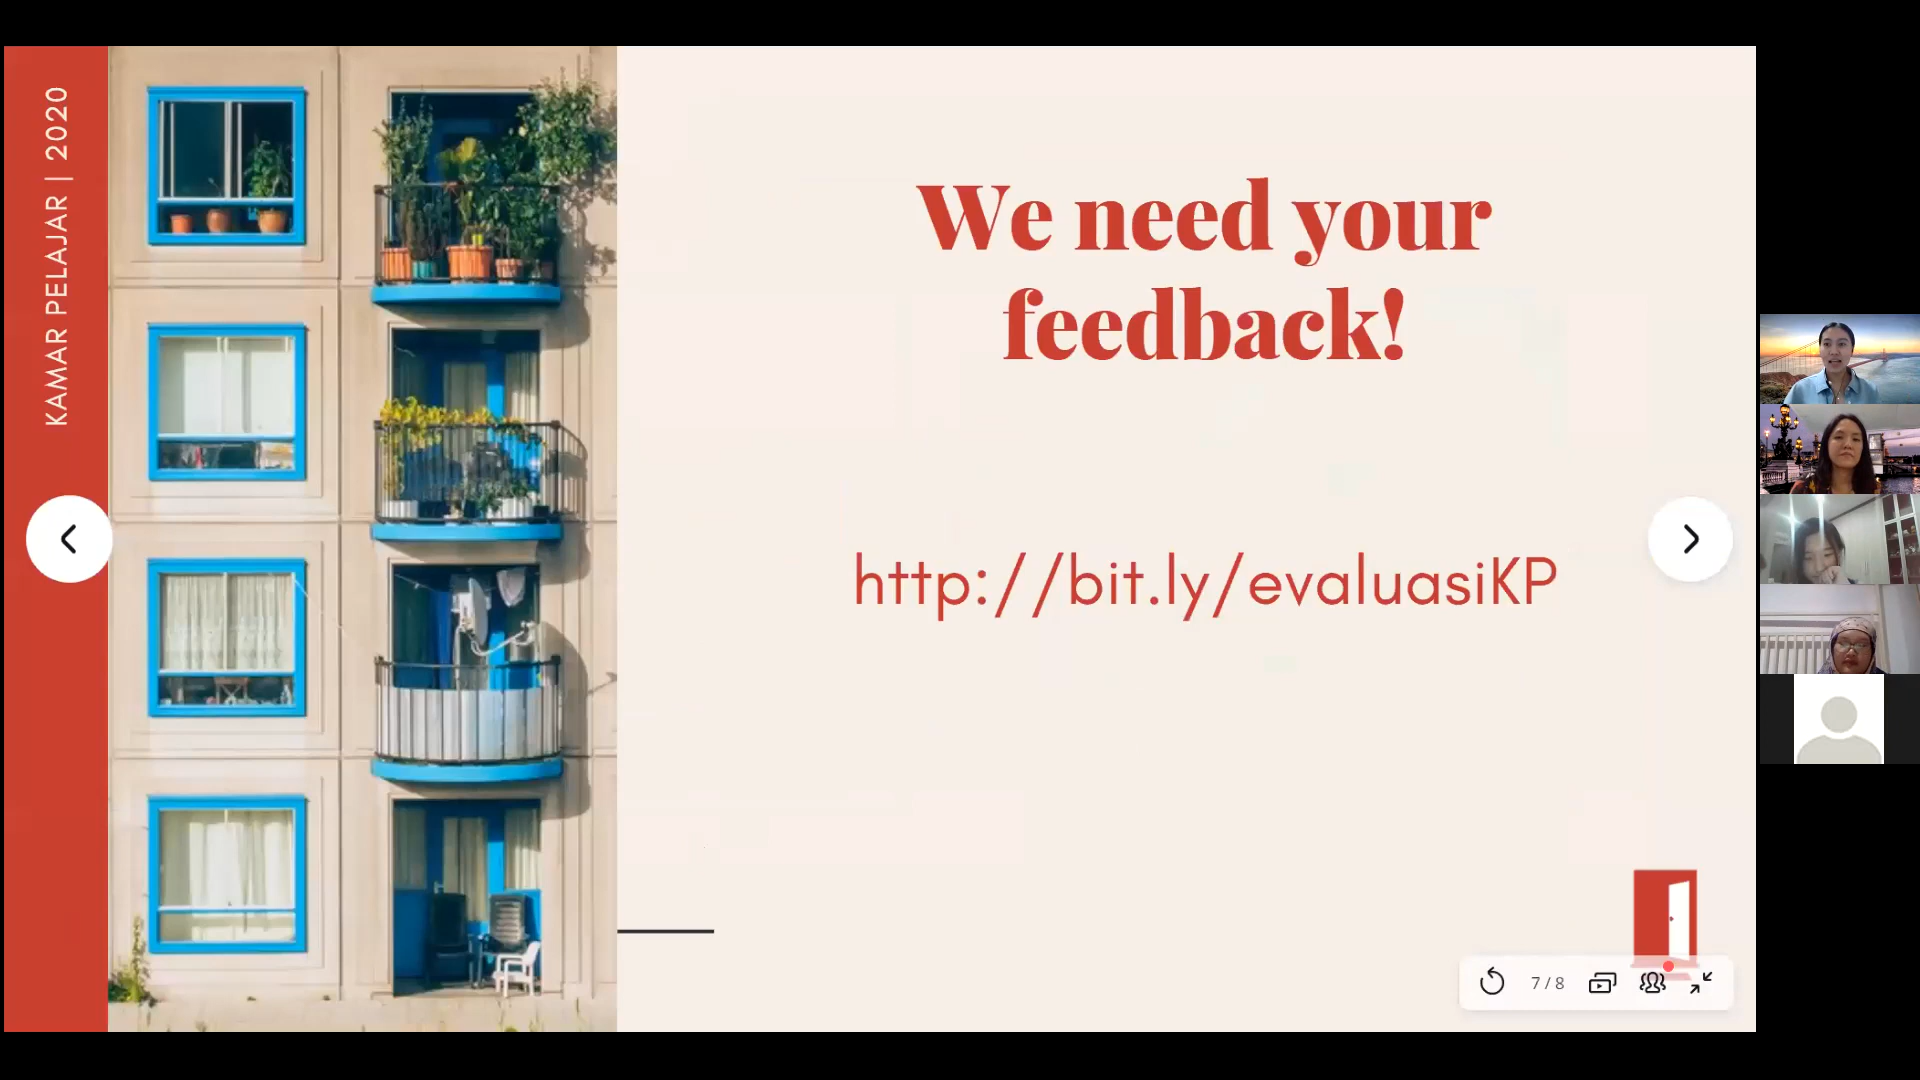 KAMAR PELAJAR | 2020
We need your
feedback!
http://bit.ly/evaluasiKP
7 / 8